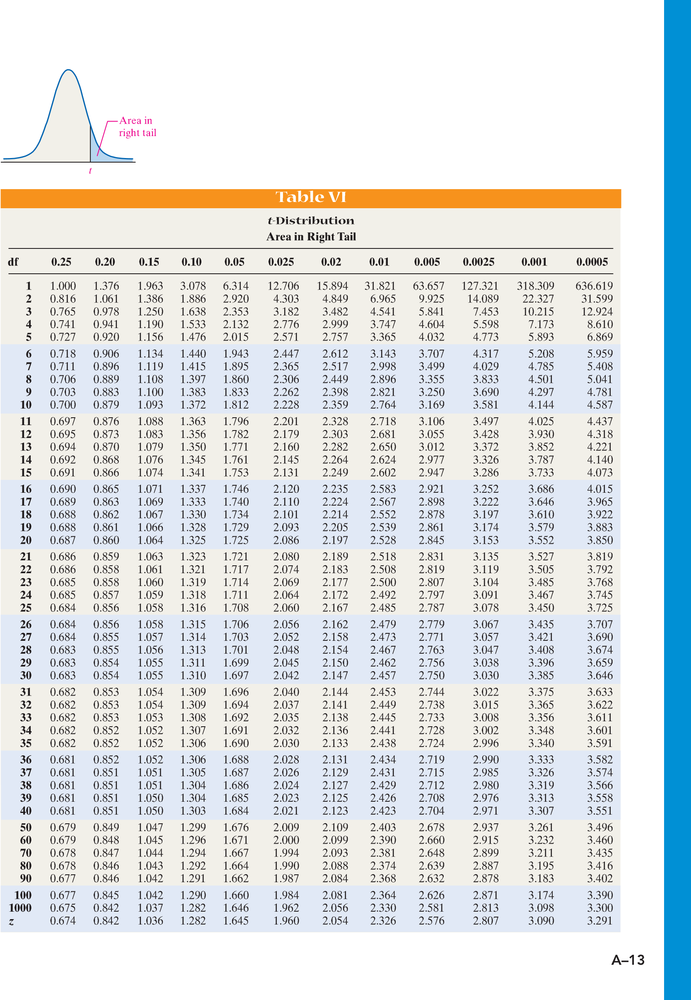 Area in
right tail
t
Table VI
t-Distribution
Area in Right Tail
df 0.25 0.20 0.15 0.10 0.05 0.025 0.02 0.01 0.005 0.0025 0.001 0.0005
1 1.000 1.376 1.963 3.078 6.314 12.706 15.894 31.821 63.657 127.321 318.309 636.619
2 0.816 1.061 1.386 1.886 2.920 4.303 4.849 6.965 9.925 14.089 22.327 31.599
3 0.765 0.978 1.250 1.638 2.353 3.182 3.482 4.541 5.841 7.453 10.215 12.924
4 0.741 0.941 1.190 1.533 2.132 2.776 2.999 3.747 4.604 5.598 7.173 8.610
5 0.727 0.920 1.156 1.476 2.015 2.571 2.757 3.365 4.032 4.773 5.893 6.869
6 0.718 0.906 1.134 1.440 1.943 2.447 2.612 3.143 3.707 4.317 5.208 5.959
7 0.711 0.896 1.119 1.415 1.895 2.365 2.517 2.998 3.499 4.029 4.785 5.408
8 0.706 0.889 1.108 1.397 1.860 2.306 2.449 2.896 3.355 3.833 4.501 5.041
9 0.703 0.883 1.100 1.383 1.833 2.262 2.398 2.821 3.250 3.690 4.297 4.781
10 0.700 0.879 1.093 1.372 1.812 2.228 2.359 2.764 3.169 3.581 4.144 4.587
11 0.697 0.876 1.088 1.363 1.796 2.201 2.328 2.718 3.106 3.497 4.025 4.437
12 0.695 0.873 1.083 1.356 1.782 2.179 2.303 2.681 3.055 3.428 3.930 4.318
13 0.694 0.870 1.079 1.350 1.771 2.160 2.282 2.650 3.012 3.372 3.852 4.221
14 0.692 0.868 1.076 1.345 1.761 2.145 2.264 2.624 2.977 3.326 3.787 4.140
15 0.691 0.866 1.074 1.341 1.753 2.131 2.249 2.602 2.947 3.286 3.733 4.073
16 0.690 0.865 1.071 1.337 1.746 2.120 2.235 2.583 2.921 3.252 3.686 4.015
17 0.689 0.863 1.069 1.333 1.740 2.110 2.224 2.567 2.898 3.222 3.646 3.965
18 0.688 0.862 1.067 1.330 1.734 2.101 2.214 2.552 2.878 3.197 3.610 3.922
19 0.688 0.861 1.066 1.328 1.729 2.093 2.205 2.539 2.861 3.174 3.579 3.883
20 0.687 0.860 1.064 1.325 1.725 2.086 2.197 2.528 2.845 3.153 3.552 3.850
21 0.686 0.859 1.063 1.323 1.721 2.080 2.189 2.518 2.831 3.135 3.527 3.819
22 0.686 0.858 1.061 1.321 1.717 2.074 2.183 2.508 2.819 3.119 3.505 3.792
23 0.685 0.858 1.060 1.319 1.714 2.069 2.177 2.500 2.807 3.104 3.485 3.768
24 0.685 0.857 1.059 1.318 1.711 2.064 2.172 2.492 2.797 3.091 3.467 3.745
25 0.684 0.856 1.058 1.316 1.708 2.060 2.167 2.485 2.787 3.078 3.450 3.725
26 0.684 0.856 1.058 1.315 1.706 2.056 2.162 2.479 2.779 3.067 3.435 3.707
27 0.684 0.855 1.057 1.314 1.703 2.052 2.158 2.473 2.771 3.057 3.421 3.690
28 0.683 0.855 1.056 1.313 1.701 2.048 2.154 2.467 2.763 3.047 3.408 3.674
29 0.683 0.854 1.055 1.311 1.699 2.045 2.150 2.462 2.756 3.038 3.396 3.659
30 0.683 0.854 1.055 1.310 1.697 2.042 2.147 2.457 2.750 3.030 3.385 3.646
31 0.682 0.853 1.054 1.309 1.696 2.040 2.144 2.453 2.744 3.022 3.375 3.633
32 0.682 0.853 1.054 1.309 1.694 2.037 2.141 2.449 2.738 3.015 3.365 3.622
33 0.682 0.853 1.053 1.308 1.692 2.035 2.138 2.445 2.733 3.008 3.356 3.611
34 0.682 0.852 1.052 1.307 1.691 2.032 2.136 2.441 2.728 3.002 3.348 3.601
35 0.682 0.852 1.052 1.306 1.690 2.030 2.133 2.438 2.724 2.996 3.340 3.591
36 0.681 0.852 1.052 1.306 1.688 2.028 2.131 2.434 2.719 2.990 3.333 3.582
37 0.681 0.851 1.051 1.305 1.687 2.026 2.129 2.431 2.715 2.985 3.326 3.574
38 0.681 0.851 1.051 1.304 1.686 2.024 2.127 2.429 2.712 2.980 3.319 3.566
39 0.681 0.851 1.050 1.304 1.685 2.023 2.125 2.426 2.708 2.976 3.313 3.558
40 0.681 0.851 1.050 1.303 1.684 2.021 2.123 2.423 2.704 2.971 3.307 3.551
50 0.679 0.849 1.047 1.299 1.676 2.009 2.109 2.403 2.678 2.937 3.261 3.496
60 0.679 0.848 1.045 1.296 1.671 2.000 2.099 2.390 2.660 2.915 3.232 3.460
70 0.678 0.847 1.044 1.294 1.667 1.994 2.093 2.381 2.648 2.899 3.211 3.435
80 0.678 0.846 1.043 1.292 1.664 1.990 2.088 2.374 2.639 2.887 3.195 3.416
90 0.677 0.846 1.042 1.291 1.662 1.987 2.084 2.368 2.632 2.878 3.183 3.402
100 0.677 0.845 1.042 1.290 1.660 1.984 2.081 2.364 2.626 2.871 3.174 3.390
1000 0.675 0.842 1.037 1.282 1.646 1.962 2.056 2.330 2.581 2.813 3.098 3.300
z 0.674 0.842 1.036 1.282 1.645 1.960 2.054 2.326 2.576 2.807 3.090 3.291
A–13